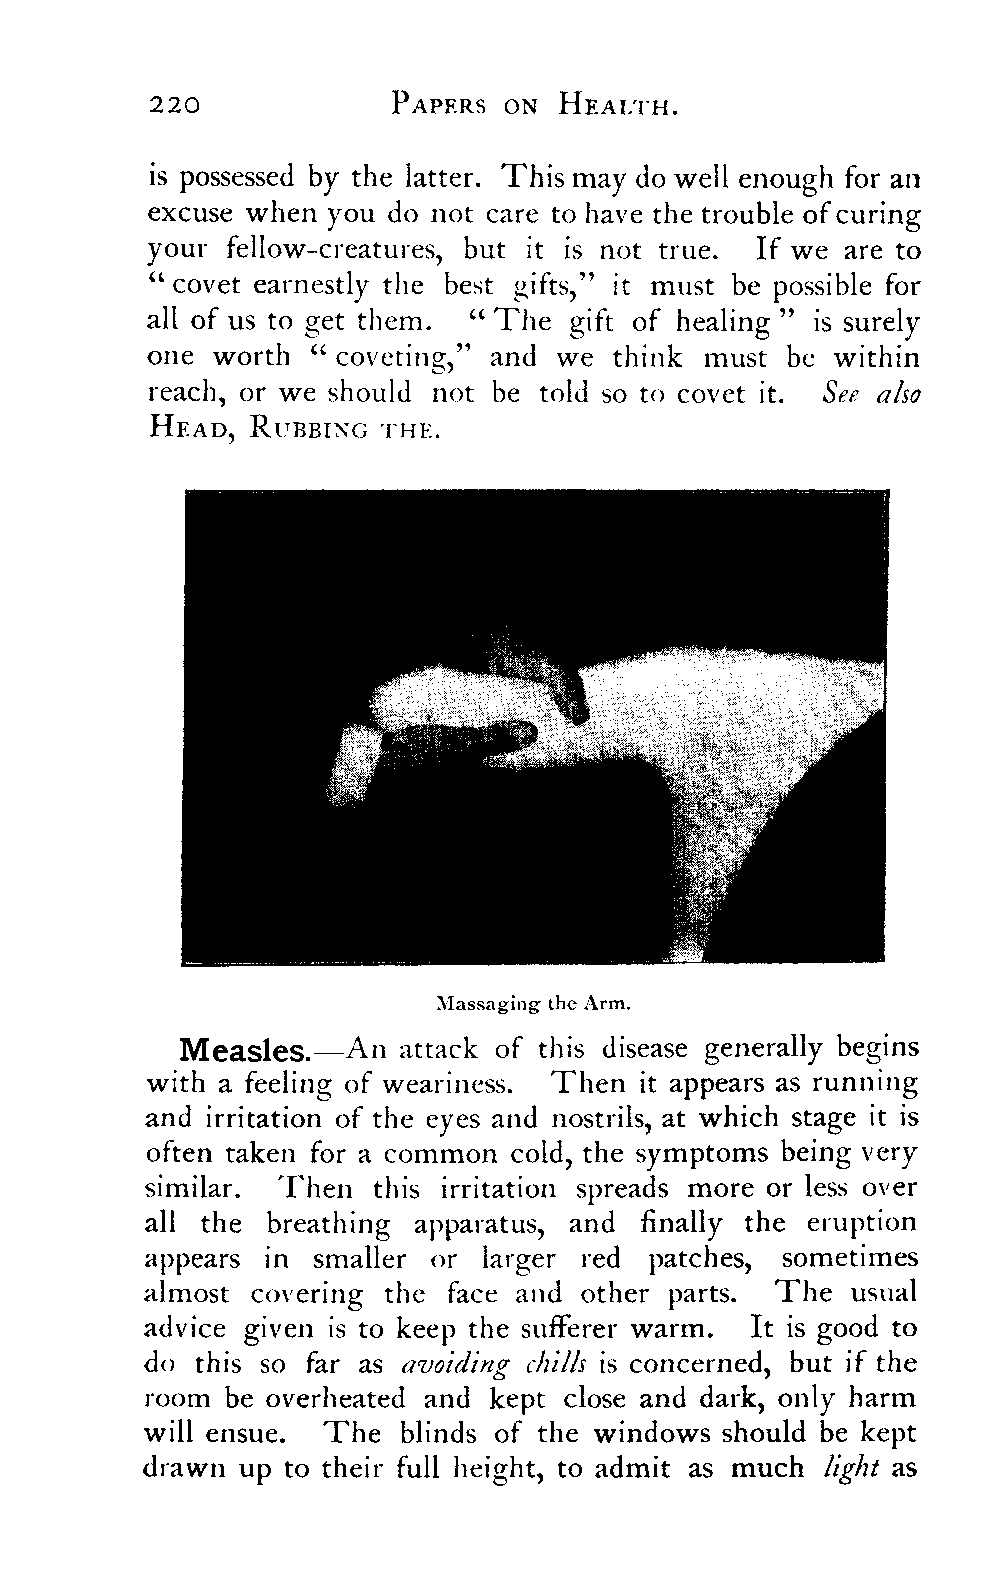 220 PAPERS ON HEALTH.
is possessed by the latter. This may do well enough for an
excuse when you do not care to have the trouble of curing
your fellow-creatures, but it is not true. If we are to
“covet earnestly the best gifts,” it must be possible for
all of us to get them. “The gift of healing” is surely
one worth “coveting,” and we think must be within
reach, or we should not be told so to covet it. See also
HEAD, RUBBING THE.
Massaging the Arm.
Measles.—An attack of this disease generally begins
with a feeling of weariness. Then it appears as running
and irritation of the eyes and nostrils, at which stage it is
often taken for a common cold, the symptoms being very
similar. Then this irritation spreads more or less over
all the breathing apparatus, and finally the eruption
appears in smaller or larger red patches, sometimes
almost covering the face and other parts. The usual
advice given is to keep the sufferer warm. It is good to
do this so far as avoiding chills is concerned, but if the
room be overheated and kept close and dark, only harm
will ensue. The blinds of the windows should be kept
drawn up to their full height, to admit as much light as